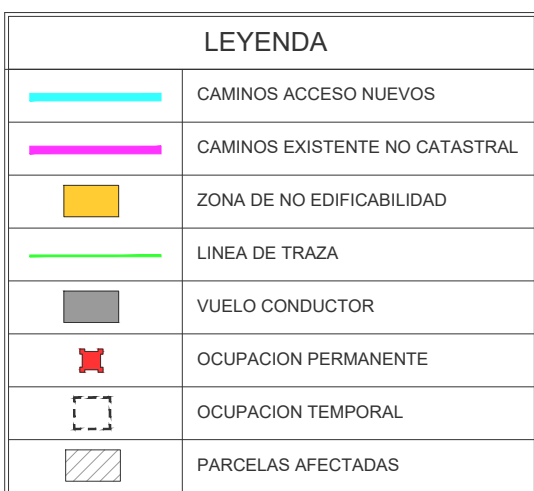 LEYENDA
CAMINOS ACCESO NUEVOS
CAMINOS EXISTENTE NO CATASTRAL
ZONA DE NO EDIFICABILIDAD
LINEA DE TRAZA
VUELO CONDUCTOR
OCUPACION PERMANENTE
OCUPACION TEMPORAL
PARCELAS AFECTADAS